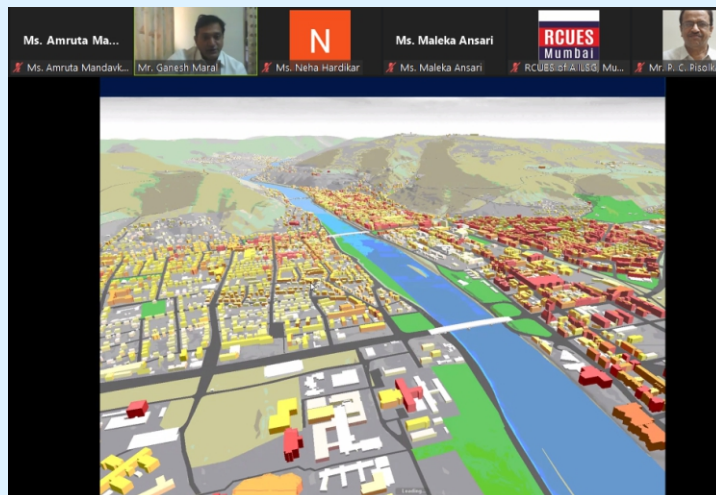 Ms. Amruta Ma...
Ms. Amruta Mandavk...
Mr. Ganesh Maral
N
Ms. Neha Hardikar
Ms. Maleka Ansari
Ms. Maleka Ansari
RCUES
Mumbai
RCUES of AIILSG, Mu...
Mr. P. C. Pisolk
Loading